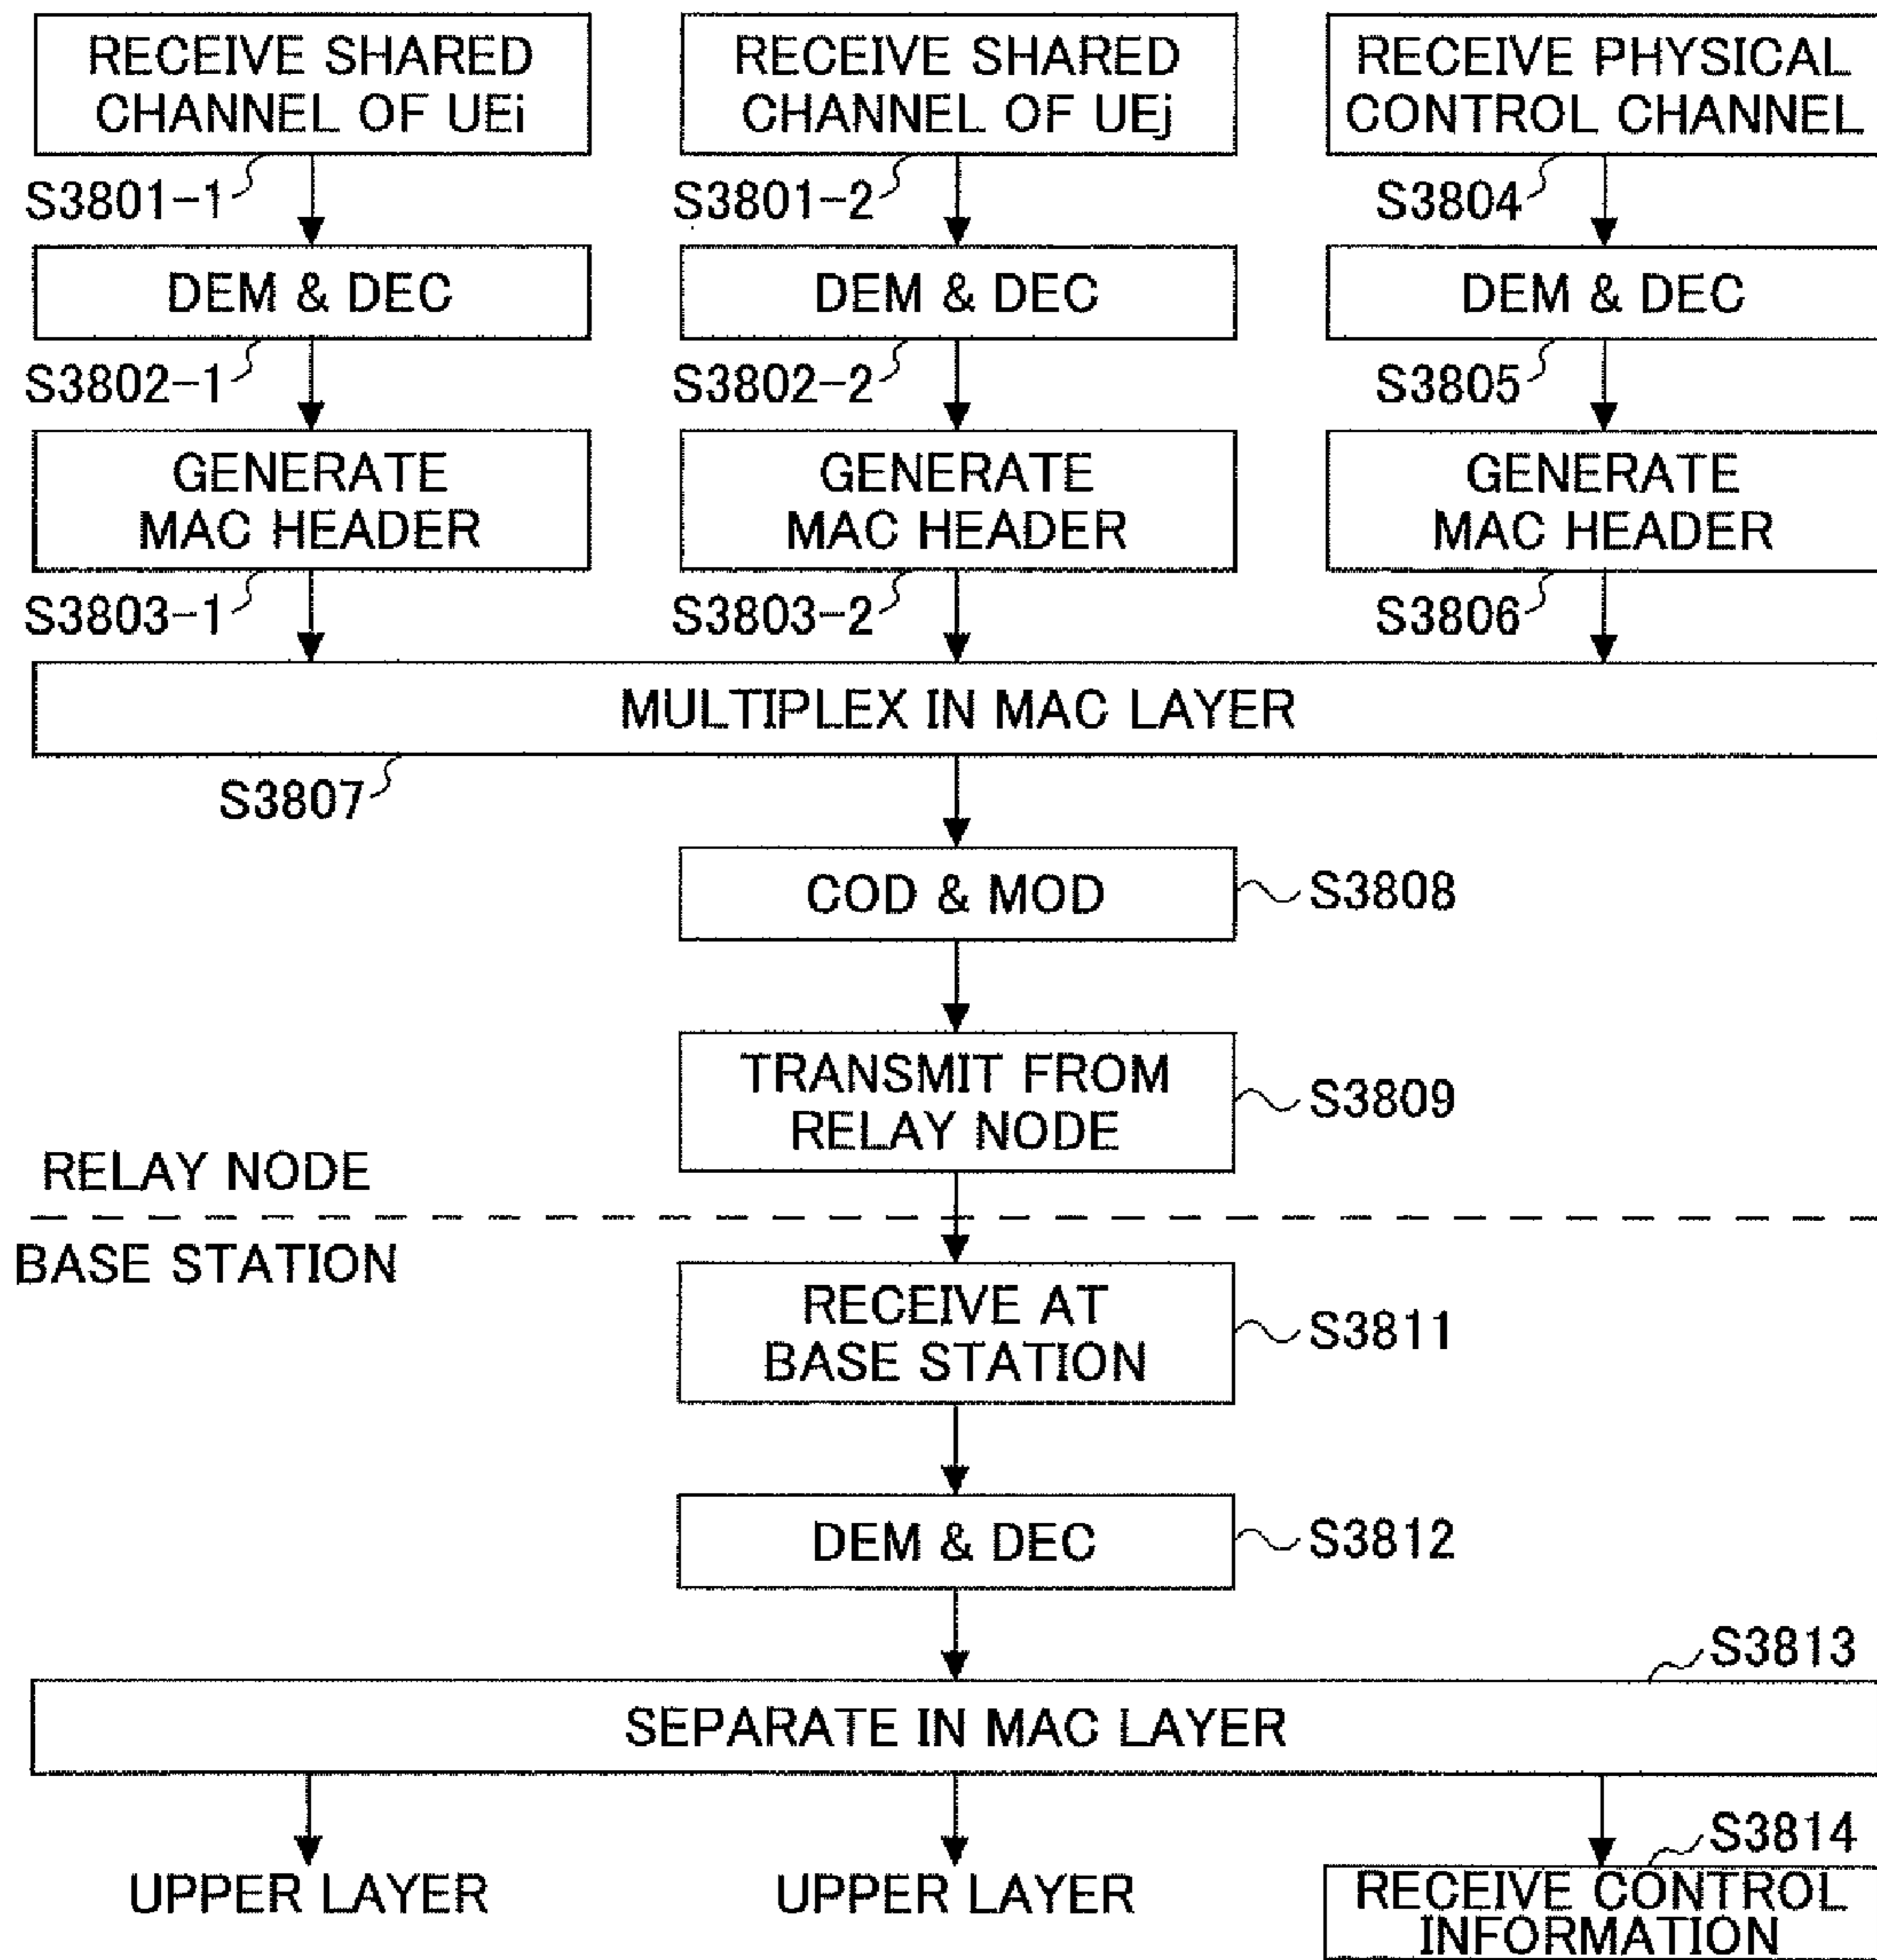 RECEIVE SHARED
CHANNEL OF UEi
RECEIVE SHARED
CHANNEL OF UEj
RECEIVE PHYSICAL
CONTROL CHANNEL
S3801-1
S3801-2
S3804
DEM & DEC
DEM & DEC
DEM & DEC
S3802-1
S3802-2
S3805
GENERATE
MAC HEADER
GENERATE
MAC HEADER
GENERATE
MAC HEADER
S3803-1
S3803-2
S3806
MULTIPLEX IN MAC LAYER
S3807
COD & MOD
S3808
TRANSMIT FROM
RELAY NODE
S3809
RELAY NODE
BASE STATION
RECEIVE AT
BASE STATION
S3811
DEM & DEC
S3812
S3813
SEPARATE IN MAC LAYER
S3814
UPPER LAYER
UPPER LAYER
RECEIVE CONTROL
INFORMATION